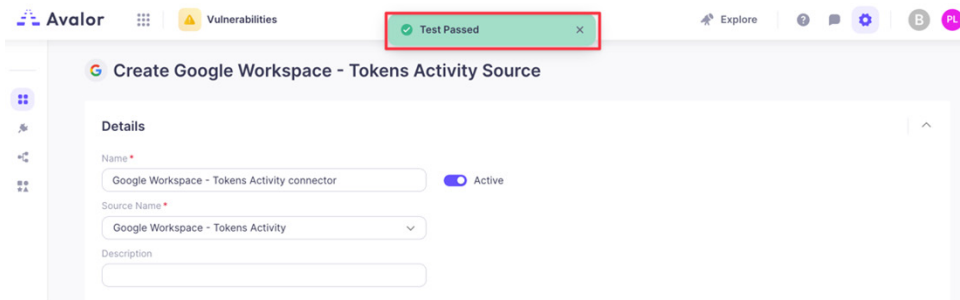 Avalor
Vulnerabilities
Test Passed
Explore
B
PL
Create Google Workspace - Tokens Activity Source
Details
Name*
Google Workspace - Tokens Activity connector
Active
Source Name*
Google Workspace - Tokens Activity
Description